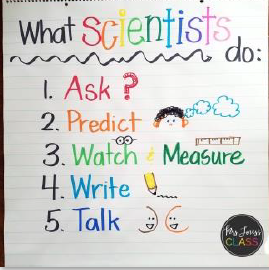 What scientists
do:
1. Ask ?
2. Predict
3. Watch & Measure
4. Write
5. Talk
Mrs Jones's
CLASS